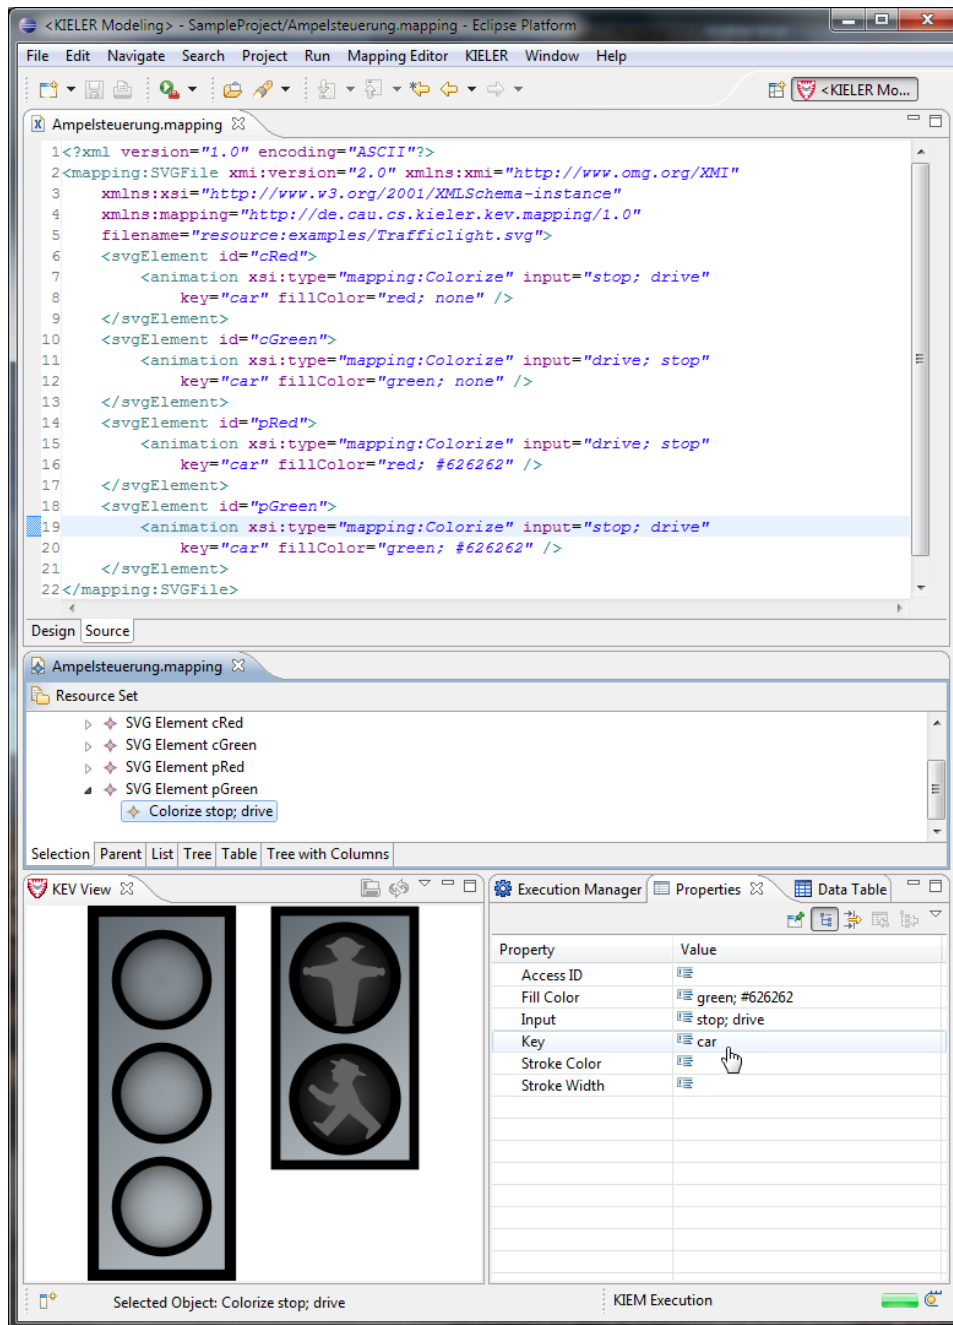 <KIELER Modeling> - SampleProject/Ampelsteuerung.mapping - Eclipse Platform
File Edit Navigate Search Project Run Mapping Editor KIELER Window Help
<KIELER Mo...
Ampelsteuerung.mapping
1<?xml version="1.0" encoding="ASCII"?>
2<mapping:SVGFile xmi:version="2.0" xmlns:xmi="http://www.omg.org/XMI"
3 xmlns:xsi="http://www.w3.org/2001/XMLSchema-instance"
4 xmlns:mapping="http://de.cau.cs.kieler.kev.mapping/1.0"
5 filename="resource:examples/Trafficlight.svg">
6 <svgElement id="cRed">
7 <animation xsi:type="mapping:Colorize" input="stop; drive"
8 key="car" fillColor="red; none" />
9 </svgElement>
10 <svgElement id="cGreen">
11 <animation xsi:type="mapping:Colorize" input="drive; stop"
12 key="car" fillColor="green; none" />
13 </svgElement>
14 <svgElement id="pRed">
15 <animation xsi:type="mapping:Colorize" input="drive; stop"
16 key="car" fillColor="red; #626262" />
17 </svgElement>
18 <svgElement id="pGreen">
19 <animation xsi:type="mapping:Colorize" input="stop; drive"
20 key="car" fillColor="green; #626262" />
21 </svgElement>
22</mapping:SVGFile>
Design Source
Ampelsteuerung.mapping
Resource Set
SVG Element cRed
SVG Element cGreen
SVG Element pRed
SVG Element pGreen
Colorize stop; drive
Selection Parent List Tree Table Tree with Columns
KEV View
Execution Manager Properties Data Table
Property Value
Access ID
Fill Color green; #626262
Input stop; drive
Key car
Stroke Color
Stroke Width
Selected Object: Colorize stop; drive
KIEM Execution